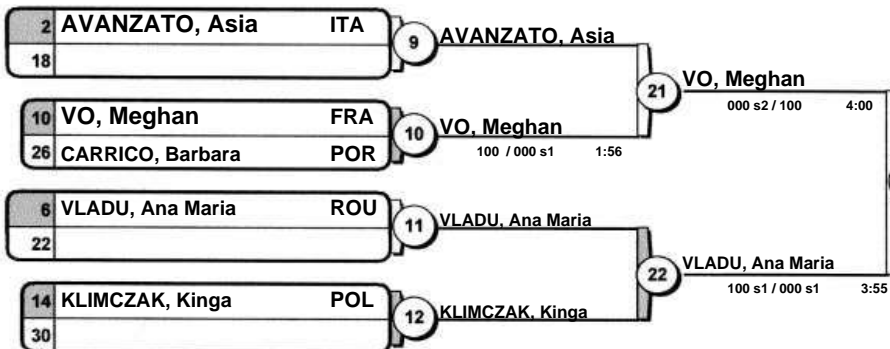 2 AVANZATO, Asia ITA
18
9 AVANZATO, Asia
10 VO, Meghan FRA
26 CARRICO, Barbara POR
10 VO, Meghan
100 / 000 s1 1:56
21 VO, Meghan
000 s2 / 100 4:00
6 VLADU, Ana Maria ROU
22
11 VLADU, Ana Maria
14 KLIMCZAK, Kinga POL
30
12 KLIMCZAK, Kinga
22 VLADU, Ana Maria
100 s1 / 000 s1 3:55